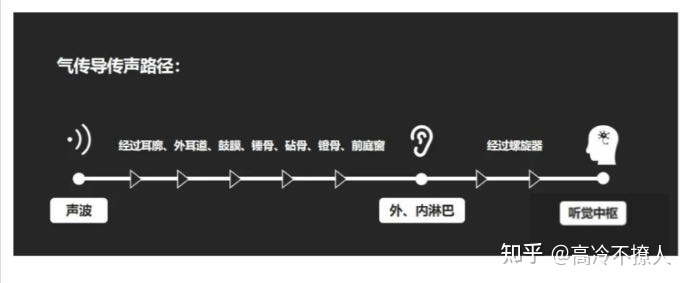 气传导传声路径：
经过耳廓、外耳道、鼓膜、锤骨、砧骨、镫骨、前庭窗
经过螺旋器
声波
外、内淋巴
听觉中枢
知乎 @高冷不撩人